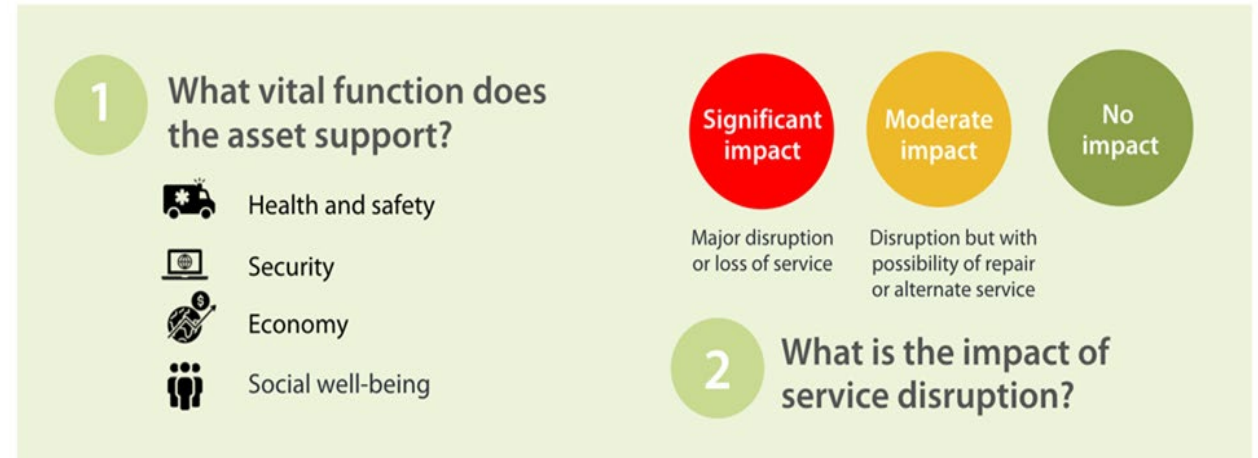 1
What vital function does
the asset support?
Health and safety
Security
Economy
Social well-being
Significant
impact
Moderate
impact
No
impact
Major disruption
or loss of service
Disruption but with
possibility of repair
or alternate service
2
What is the impact of
service disruption?